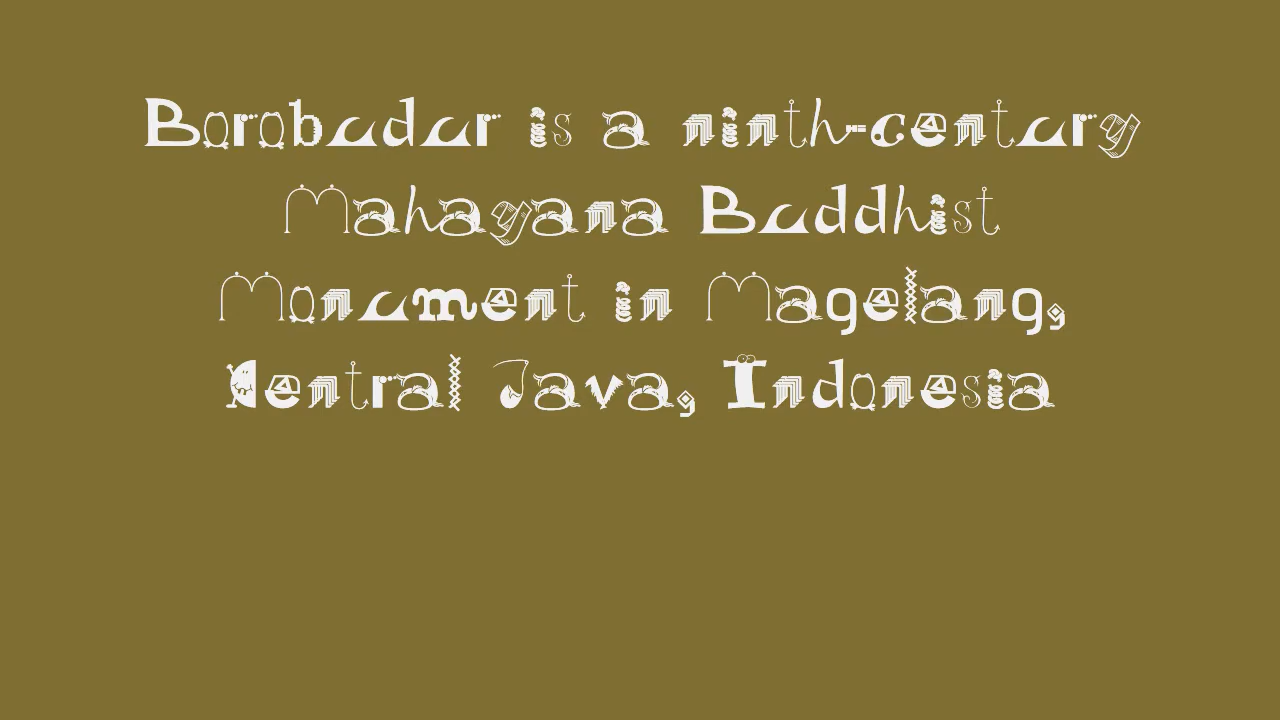 Borobudur is a ninth-century
Mahayana Buddhist
Monument in Magelang,
Central Java, Indonesia